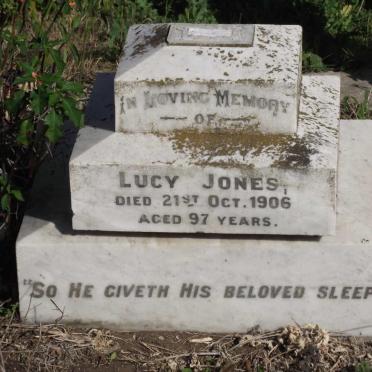 IN LOVING MEMORY
— OF —
LUCY JONES,
DIED 21ST OCT. 1906
AGED 97 YEARS.
"SO HE GIVETH HIS BELOVED SLEEP